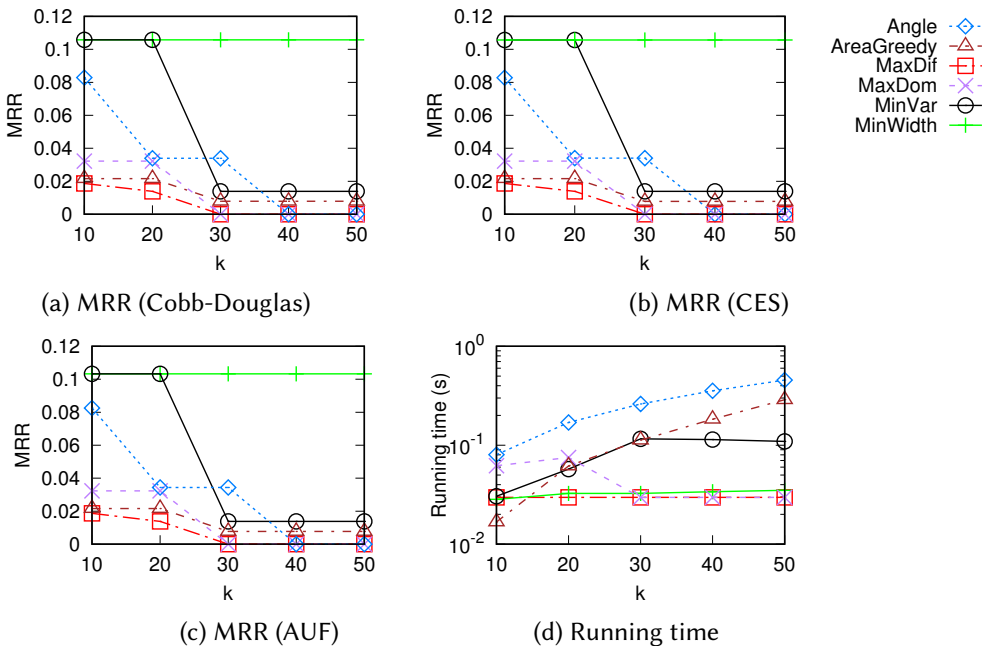 0.12
0.1
0.08
0.06
0.04
0.02
0
MRR
10 20 30 40 50
k
(a) MRR (Cobb-Douglas)
0.12
0.1
0.08
0.06
0.04
0.02
0
MRR
10 20 30 40 50
k
(b) MRR (CES)
Angle
AreaGreedy
MaxDif
MaxDom
MinVar
MinWidth
0.12
0.1
0.08
0.06
0.04
0.02
0
MRR
10 20 30 40 50
k
(c) MRR (AUF)
10⁰
10⁻¹
10⁻²
Running time (s)
10 20 30 40 50
k
(d) Running time